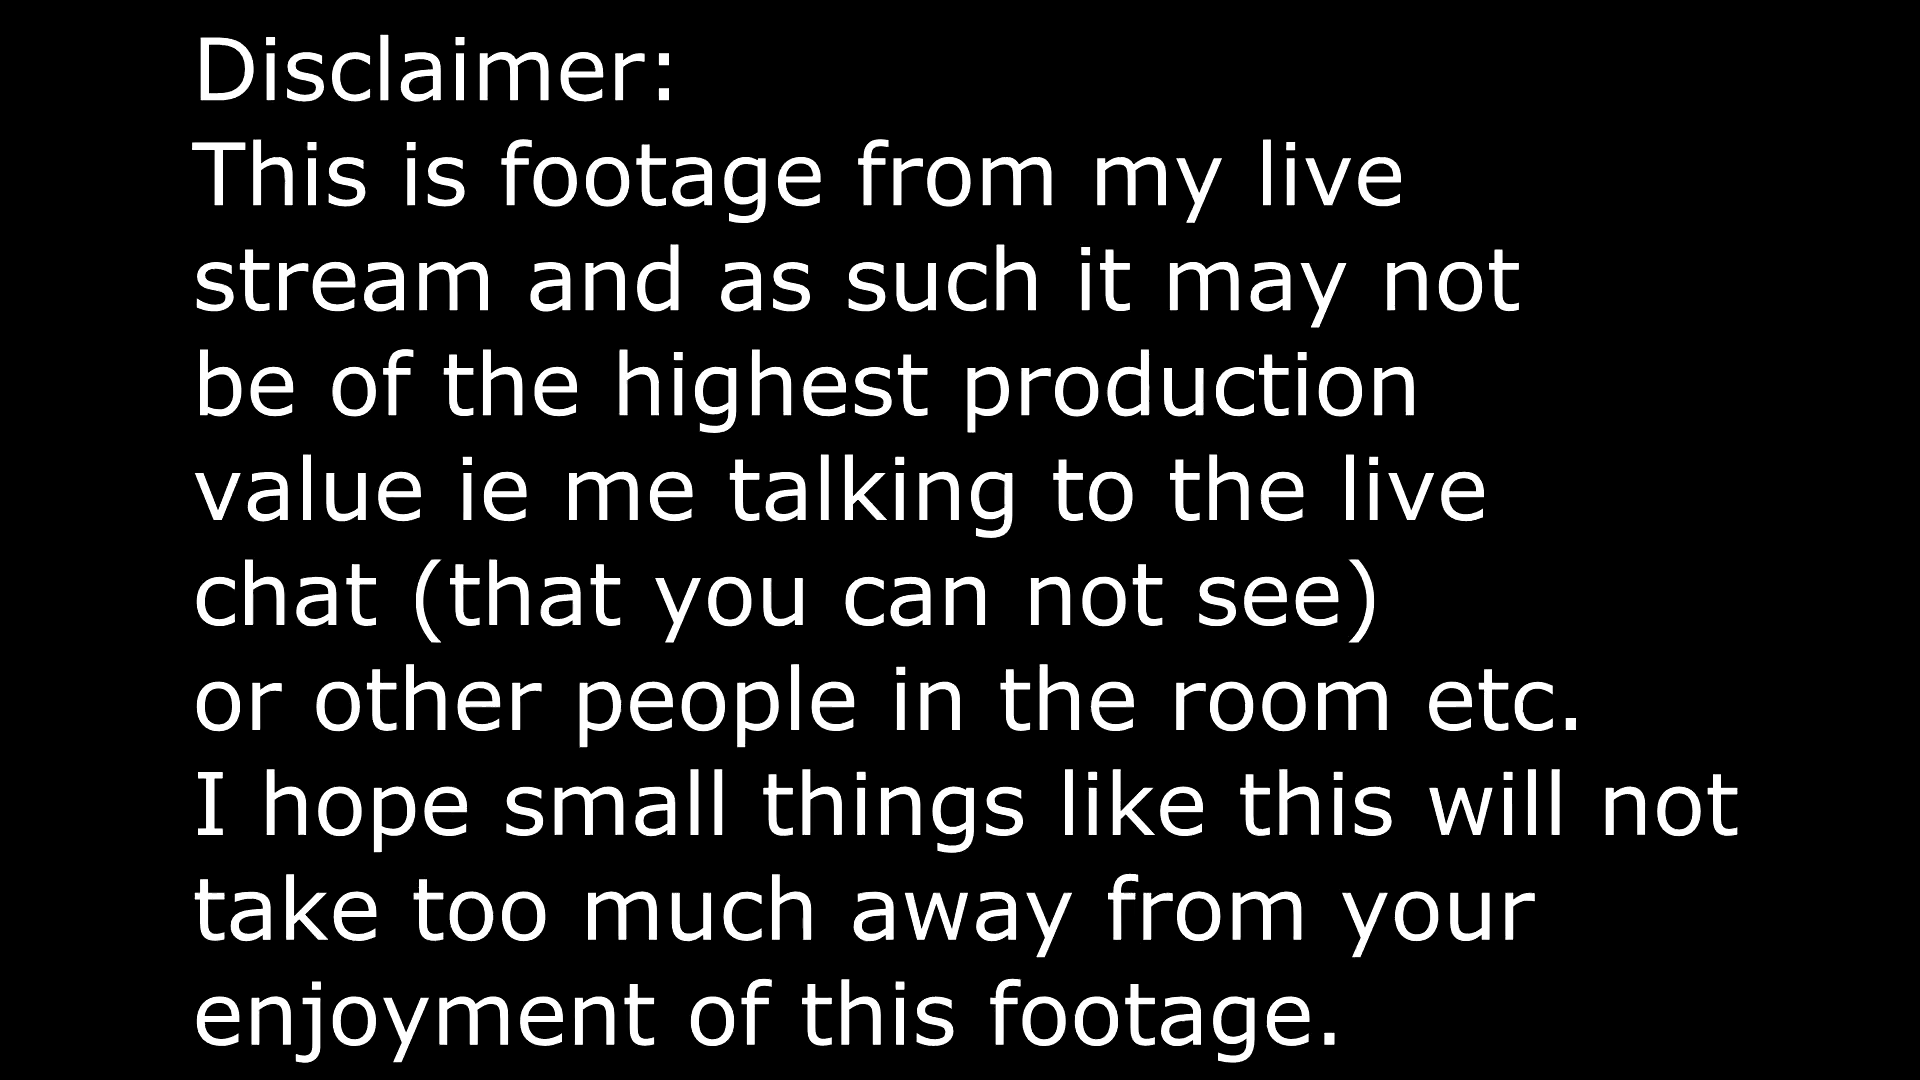 Disclaimer:
This is footage from my live
stream and as such it may not
be of the highest production
value ie me talking to the live
chat (that you can not see)
or other people in the room etc.
I hope small things like this will not
take too much away from your
enjoyment of this footage.